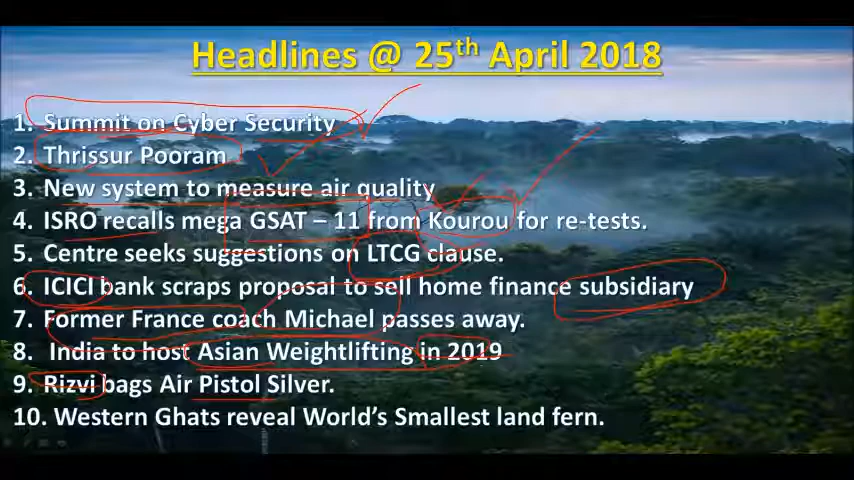 Headlines @ 25th April 2018
1. Summit on Cyber Security
2. Thrissur Pooram
3. New system to measure air quality
4. ISRO recalls mega GSAT – 11 from Kourou for re-tests.
5. Centre seeks suggestions on LTCG clause.
6. ICICI bank scraps proposal to sell home finance subsidiary
7. Former France coach Michael passes away.
8. India to host Asian Weightlifting in 2019
9. Rizvi bags Air Pistol Silver.
10. Western Ghats reveal World's Smallest land fern.